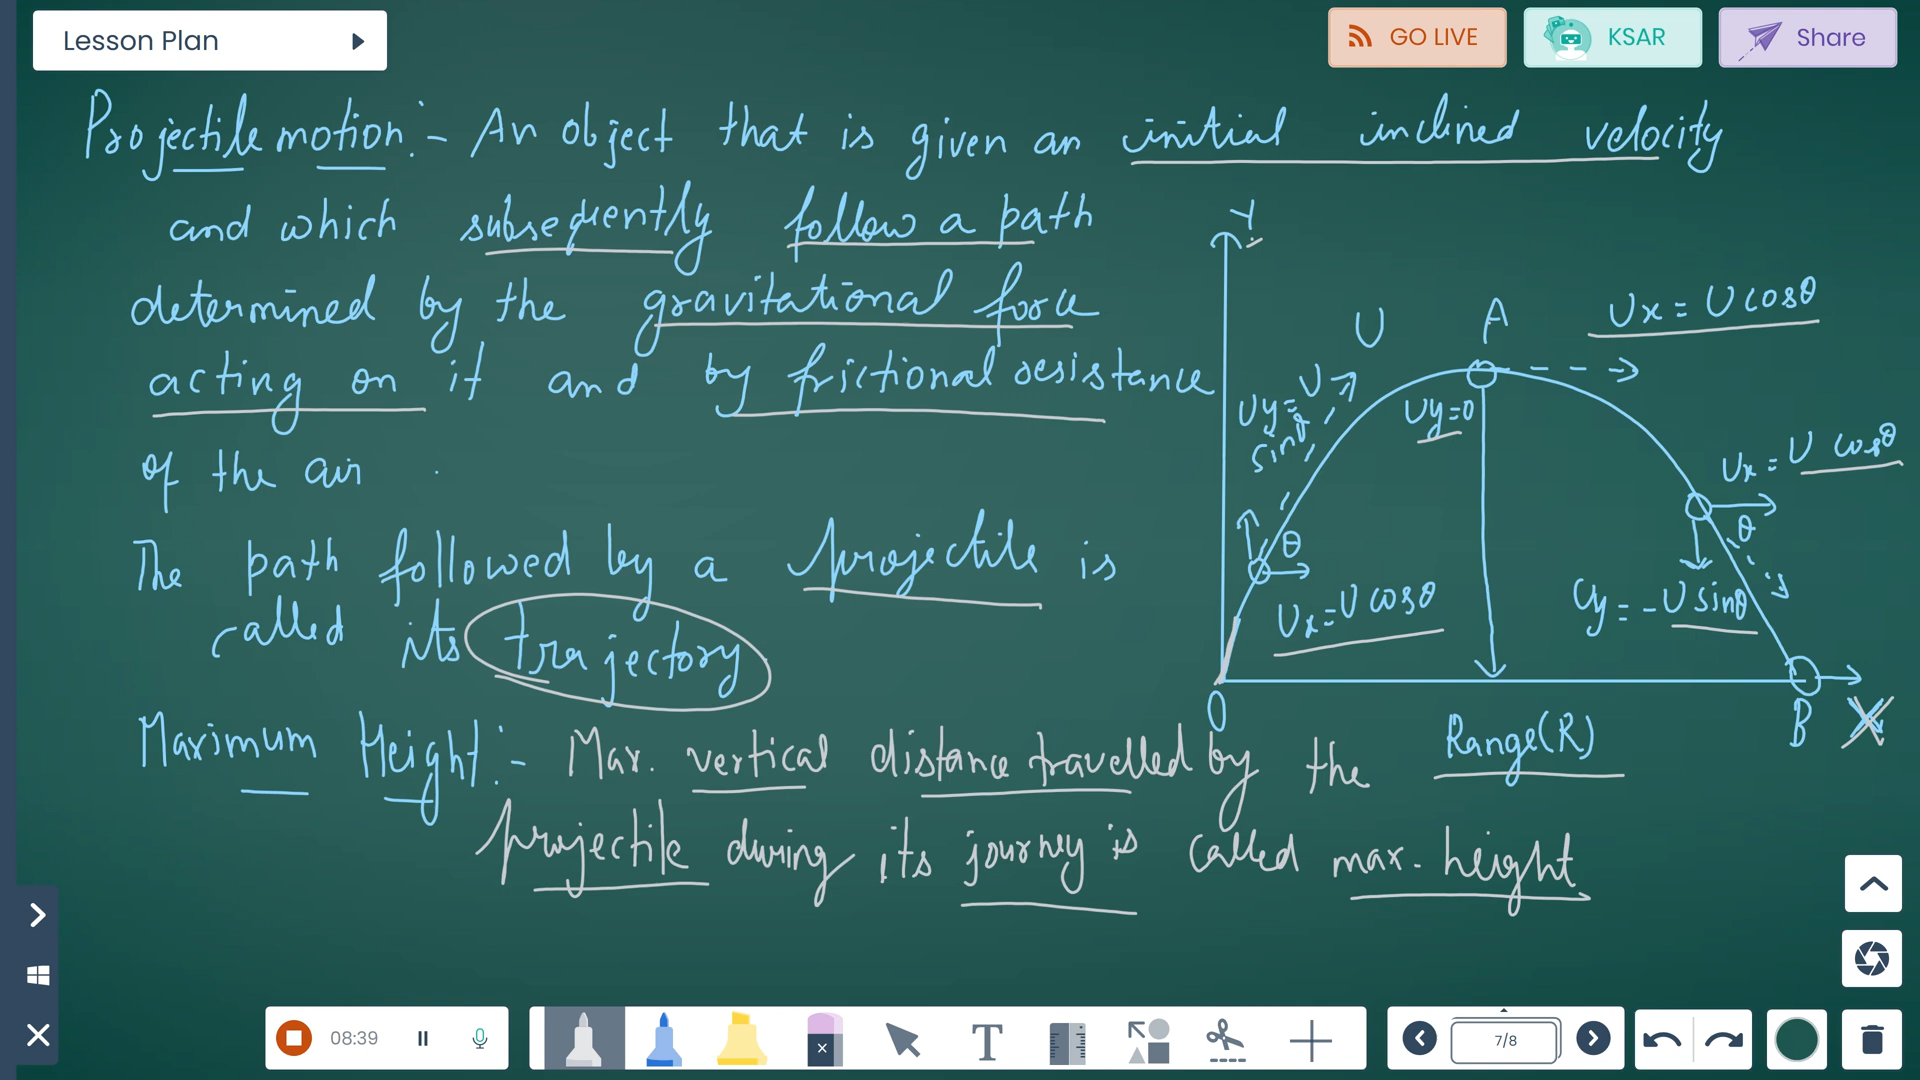 Lesson Plan
GO LIVE
KSAR
Share
Projectile motion:- An object that is given an initial inclined velocity
and which subsequently follow a path
determined by the gravitational force
acting on it and by frictional resistance
of the air
The path followed by a projectile is
called its trajectory
Maximum Height:- Max. vertical distance travelled by the
projectile during its journey is called max. height
Y
U
A
Ux = U cosθ
Uy = U
sinθ
Uy=0
Ux = U cosθ
θ
θ
Ux = U cosθ
Uy = - U sinθ
O
Range(R)
B
X
08:39
T
7/8